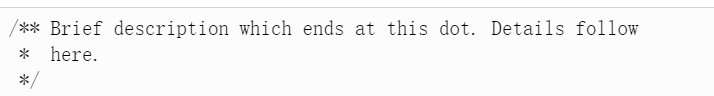 /** Brief description which ends at this dot. Details follow
 *  here.
 */